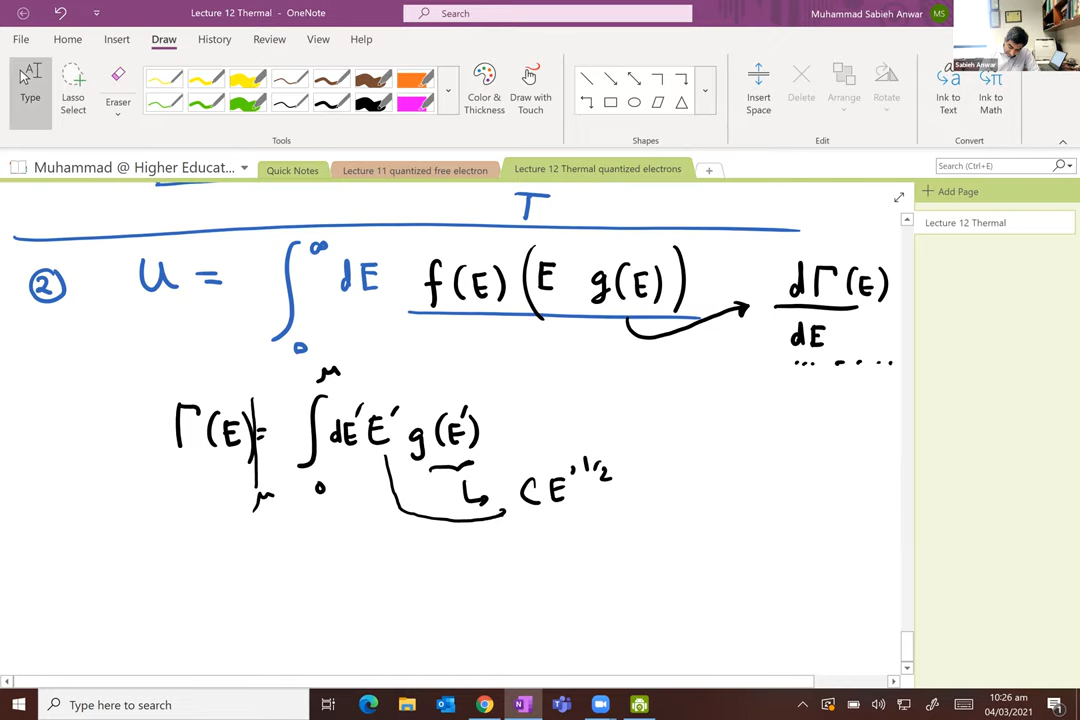 Lecture 12 Thermal - OneNote
Search
Muhammad Sabieh Anwar
MS
File
Home
Insert
Draw
History
Review
View
Help
Sabieh Anwar
Type
Lasso Select
Eraser
Color & Thickness
Draw with Touch
Insert Space
Delete
Arrange
Rotate
Ink to Text
Ink to Math
Tools
Shapes
Edit
Convert
Muhammad @ Higher Educat...
Quick Notes
Lecture 11 quantized free electron
Lecture 12 Thermal quantized electrons
Search (Ctrl+E)
Add Page
Lecture 12 Thermal
T
② U = ∫₀^∞ dE f(E) (E g(E)) → dΓ(E)/dE
Γ(E)|_μ = ∫₀^μ dE' E' g(E')
↳ C E'^1/2
Type here to search
10:26 am
04/03/2021